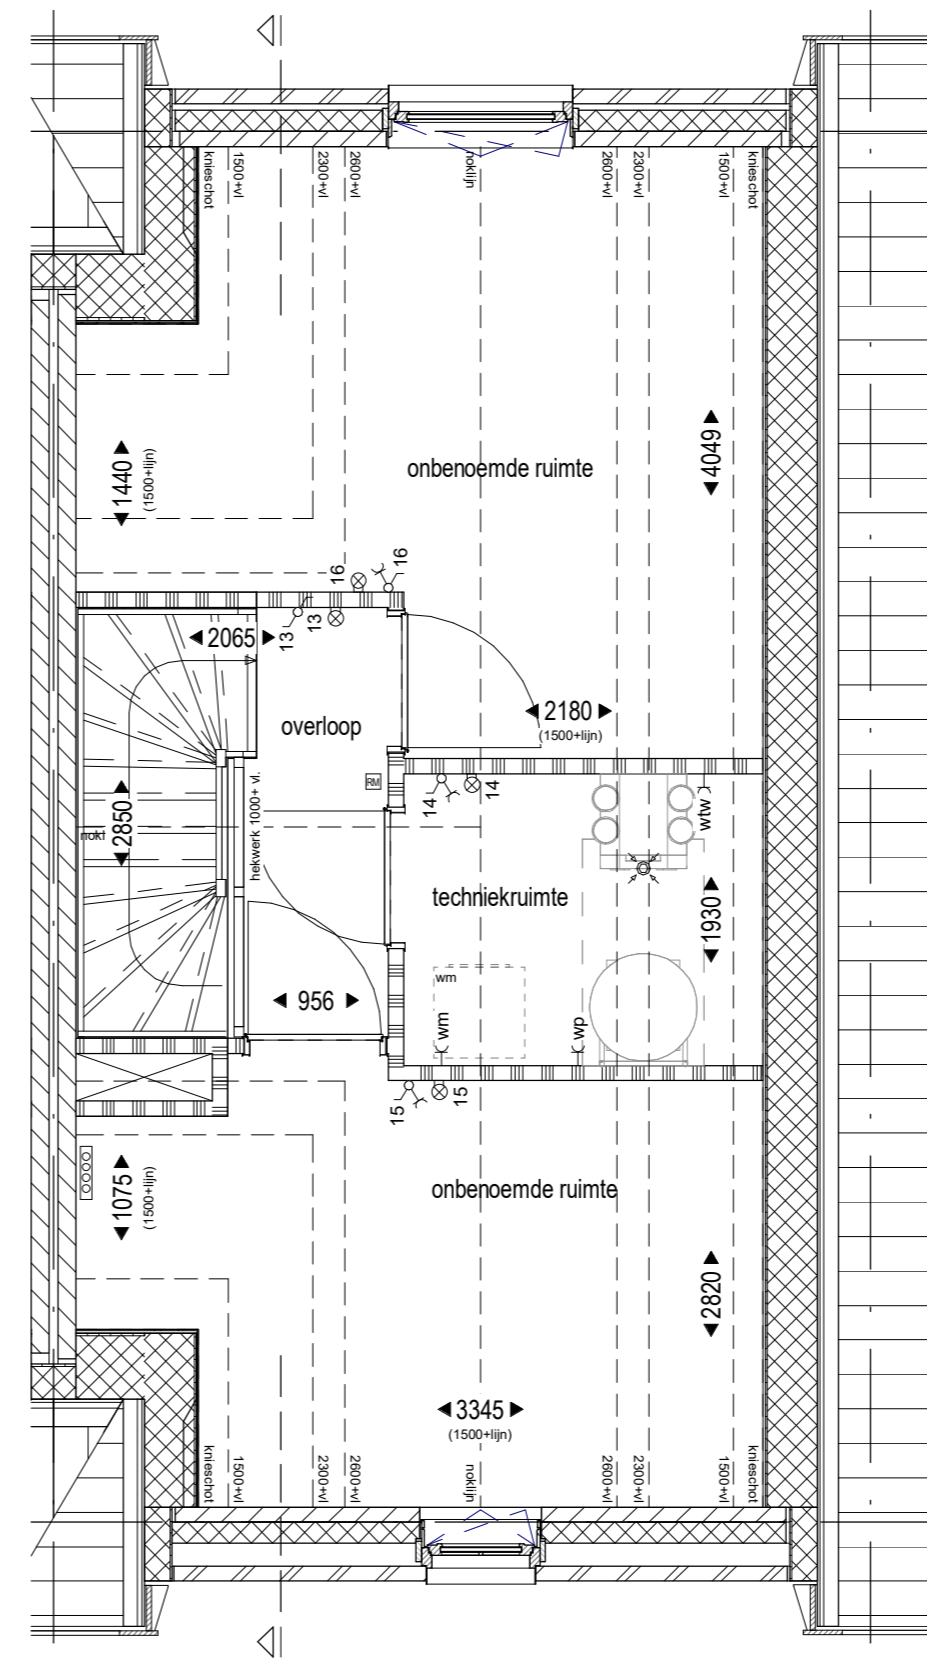 knieschot
1500+vl
2300+vl
2600+vl
noklijn
2600+vl
2300+vl
1500+vl
knieschot
1440
(1500+lijn)
onbenoemde ruimte
4049
16
16
13
13
2065
overloop
2180
(1500+lijn)
RM
14
14
wtw
2850
hekwerk 1000+ vl.
techniekruimte
1930
wm
956
wm
wp
15
15
1075
(1500+lijn)
onbenoemde ruimte
2820
3345
(1500+lijn)
knieschot
1500+vl
2300+vl
2600+vl
noklijn
2600+vl
2300+vl
1500+vl
knieschot